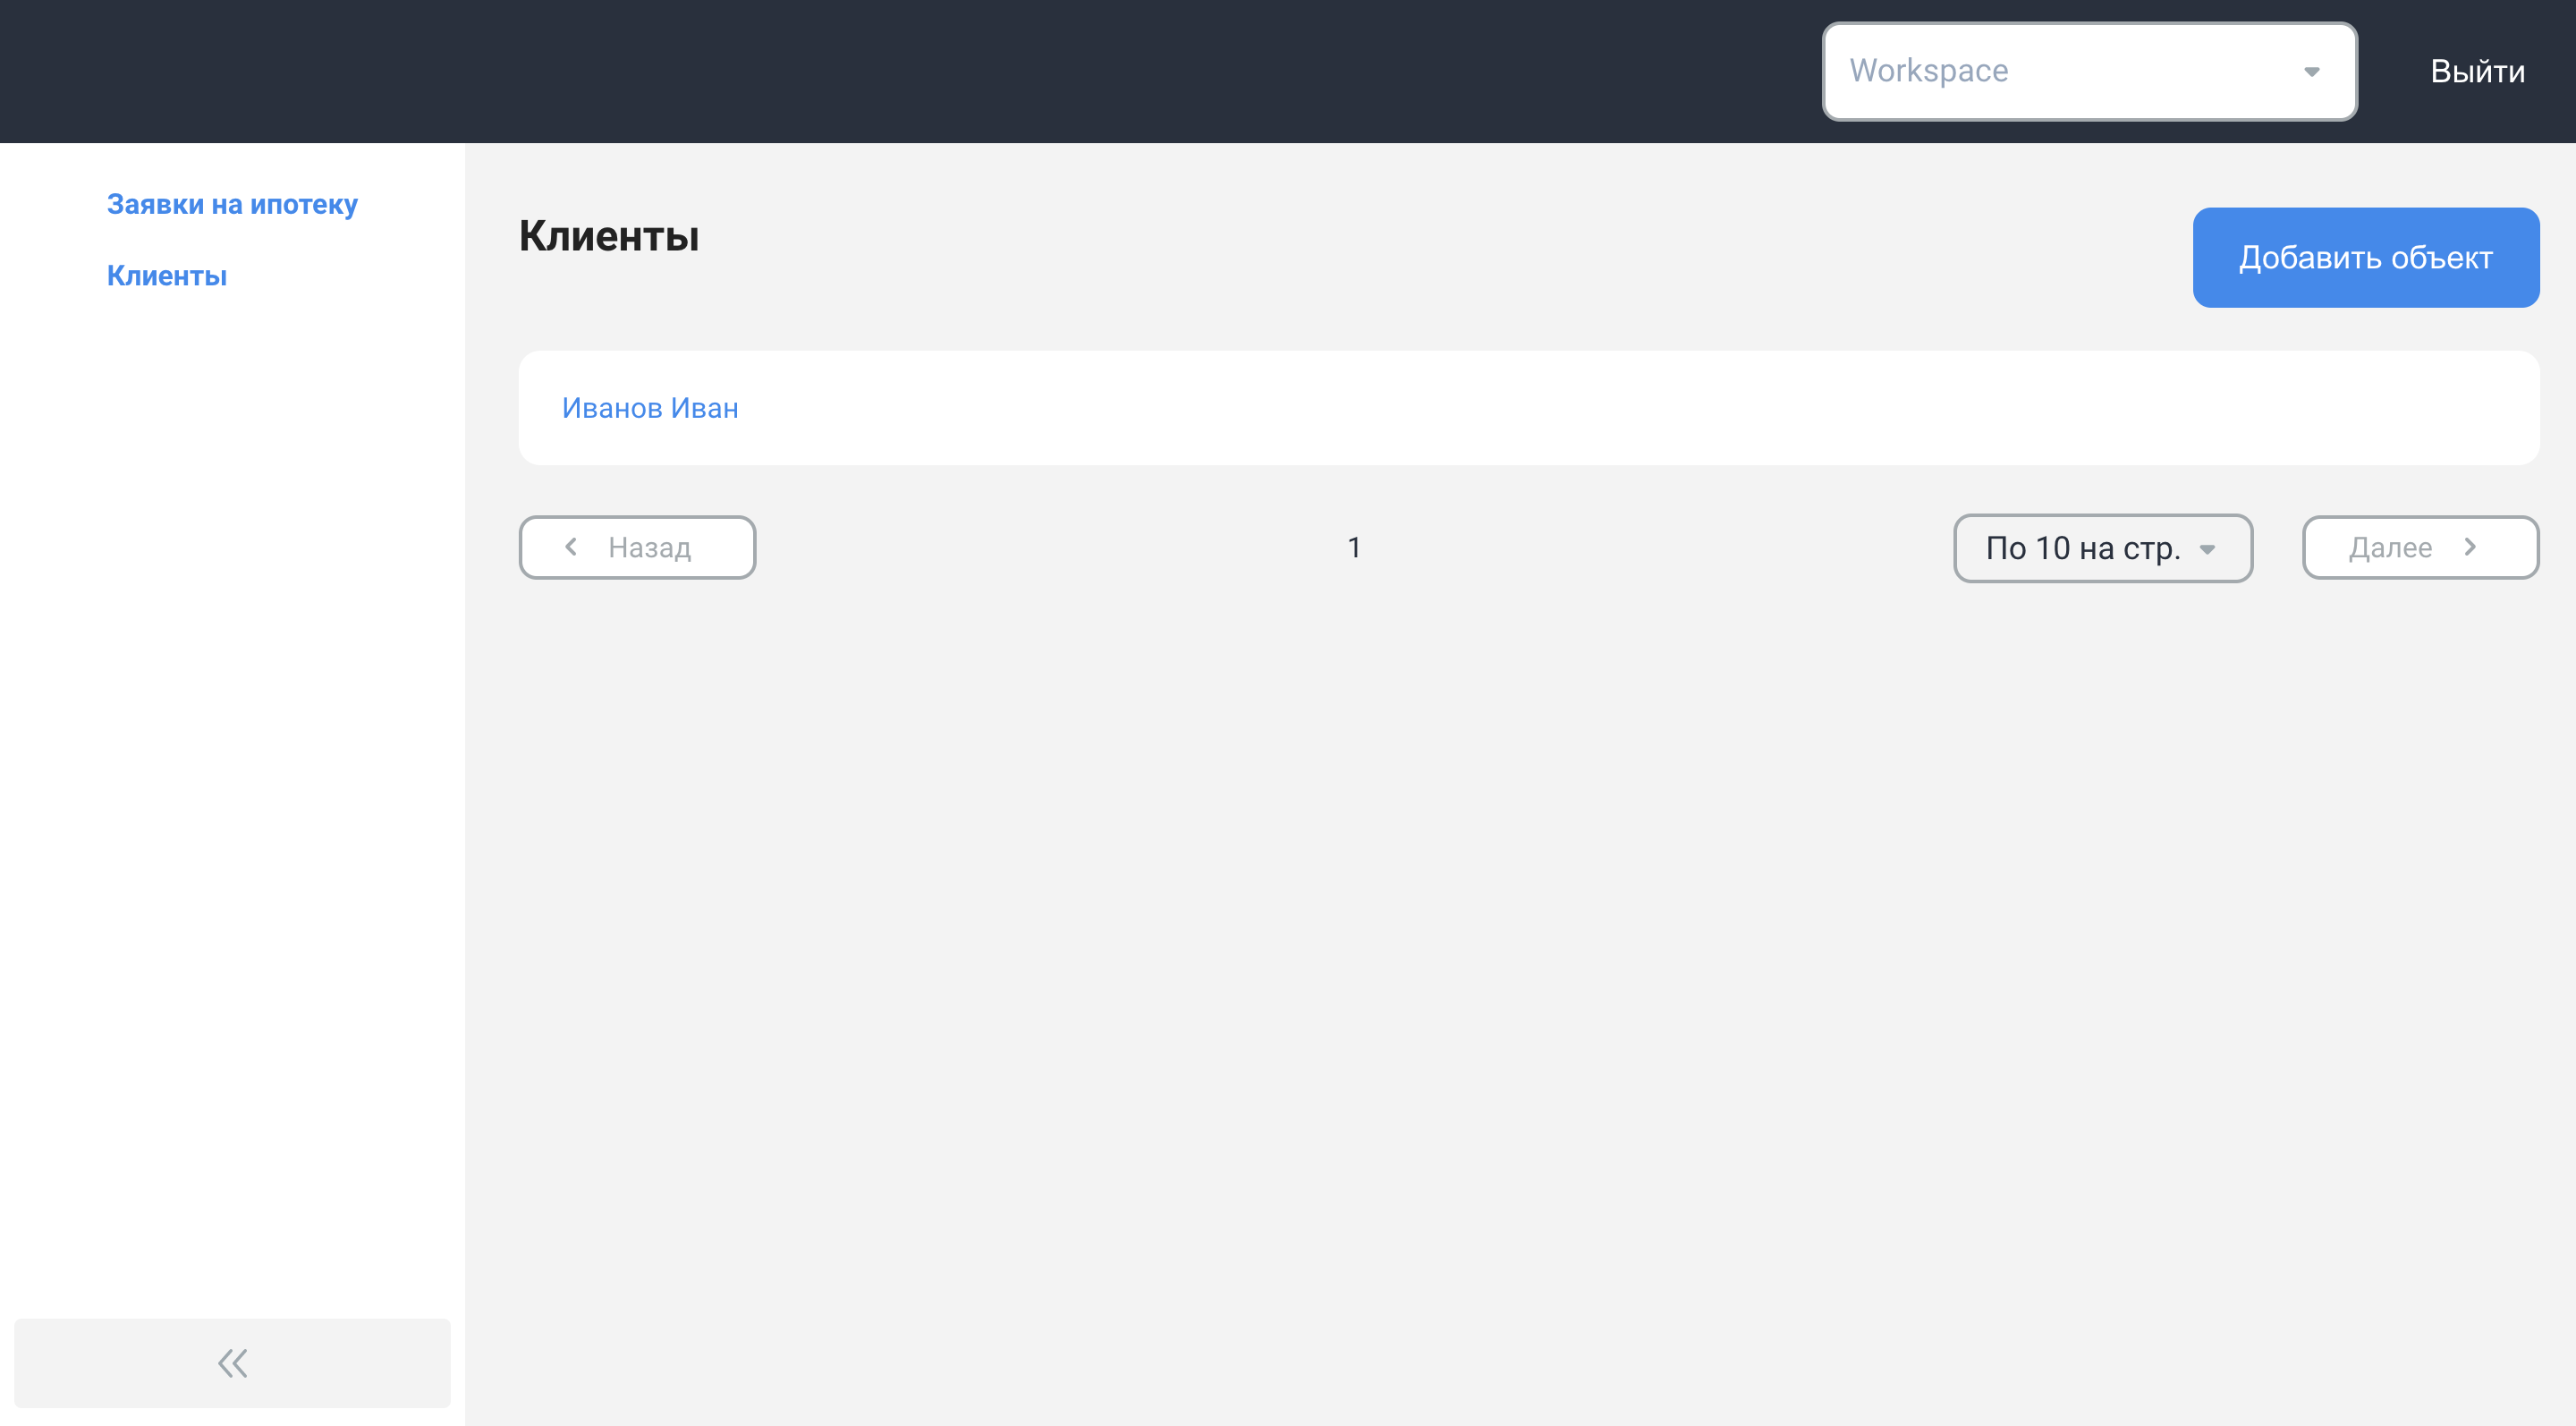 Workspace
Выйти
Заявки на ипотеку
Клиенты
Клиенты
Добавить объект
Иванов Иван
Назад
1
По 10 на стр.
Далее